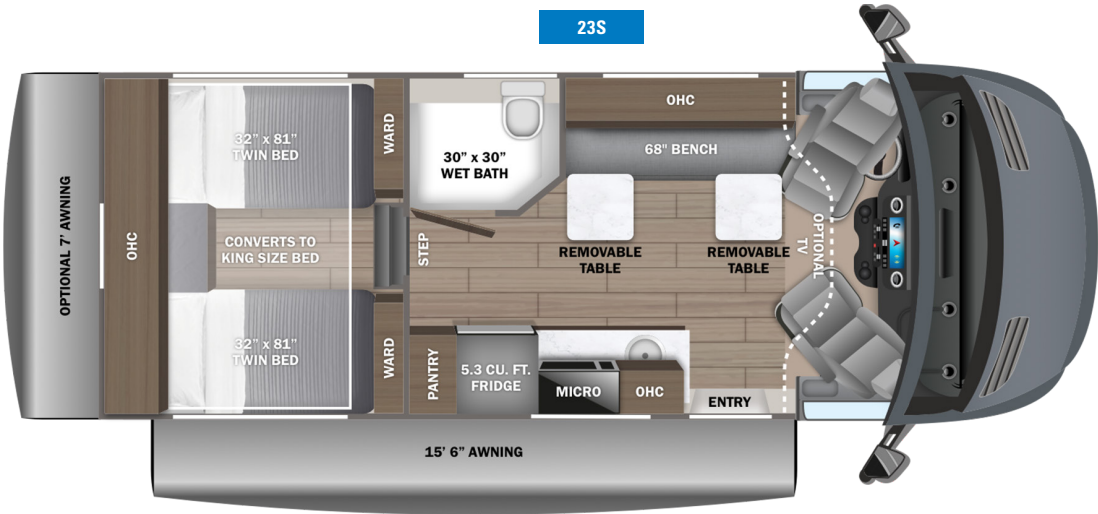 23S
OPTIONAL 7’ AWNING
OHC
32” x 81”
TWIN BED
CONVERTS TO
KING SIZE BED
32” x 81”
TWIN BED
WARD
WARD
STEP
30” x 30”
WET BATH
OHC
68" BENCH
REMOVABLE
TABLE
REMOVABLE
TABLE
OPTIONAL
TV
PANTRY
5.3 CU. FT.
FRIDGE
MICRO
OHC
ENTRY
15’ 6” AWNING